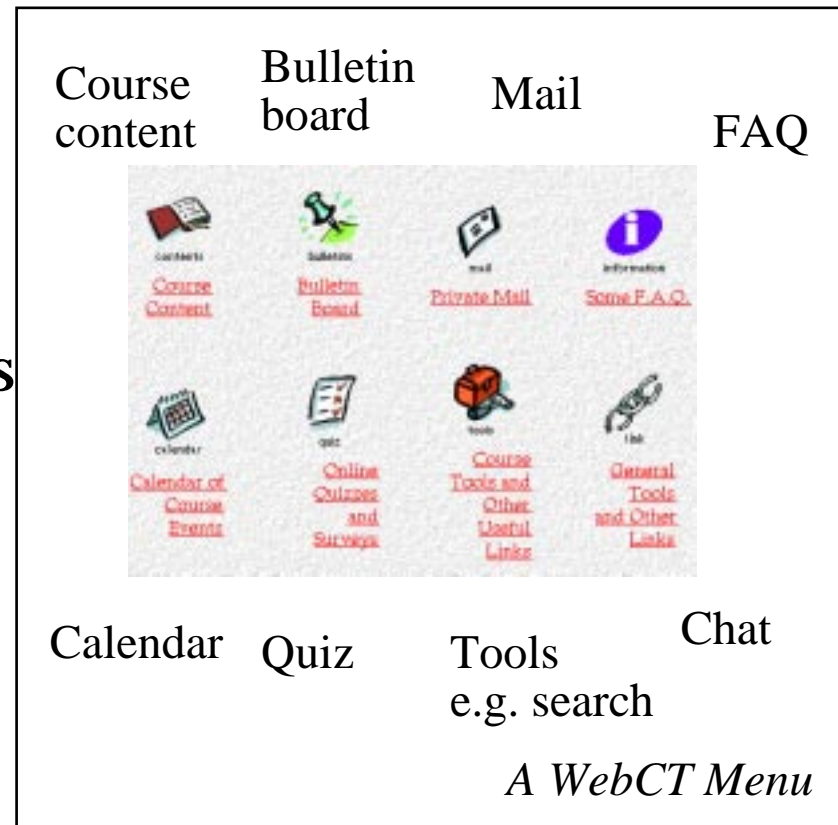 Course
content
Bulletin
board
Mail
FAQ
contents
bulletins
mail
information
Course
Content
Bulletin
Board
Private Mail
Some F.A.Q.
s
calendar
quiz
tools
link
Calendar of
Course
Events
Online
Quizzes
and
Surveys
Course
Tools and
Other
Useful
Links
General
Tools
and Other
Links
Calendar
Quiz
Tools
e.g. search
Chat
A WebCT Menu